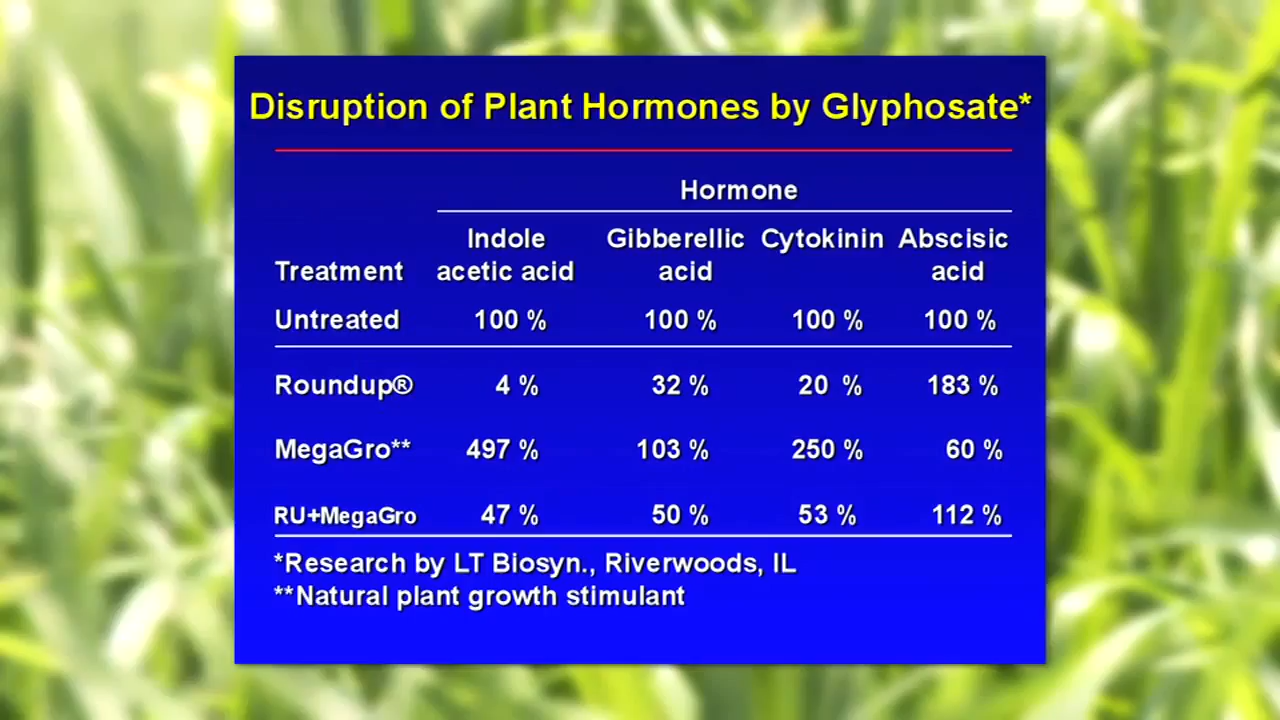 Disruption of Plant Hormones by Glyphosate*
Hormone
Indole Gibberellic Cytokinin Abscisic
Treatment acetic acid acid acid
Untreated 100 % 100 % 100 % 100 %
Roundup® 4 % 32 % 20 % 183 %
MegaGro** 497 % 103 % 250 % 60 %
RU+MegaGro 47 % 50 % 53 % 112 %
*Research by LT Biosyn., Riverwoods, IL
**Natural plant growth stimulant